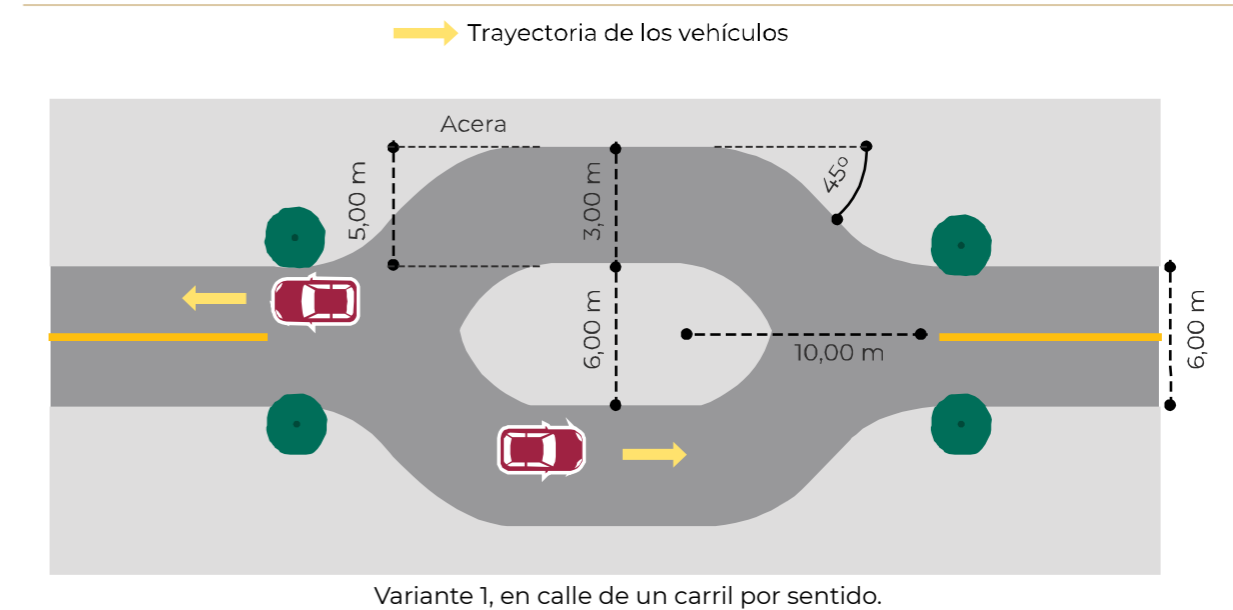 Trayectoria de los vehículos
Acera
5,00 m
3,00 m
45º
6,00 m
10,00 m
6,00 m
Variante 1, en calle de un carril por sentido.